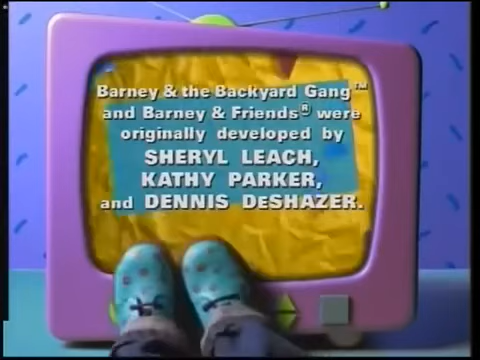 Barney & the Backyard Gang™
and Barney & Friends® were
originally developed by
SHERYL LEACH,
KATHY PARKER,
and DENNIS DeSHAZER.